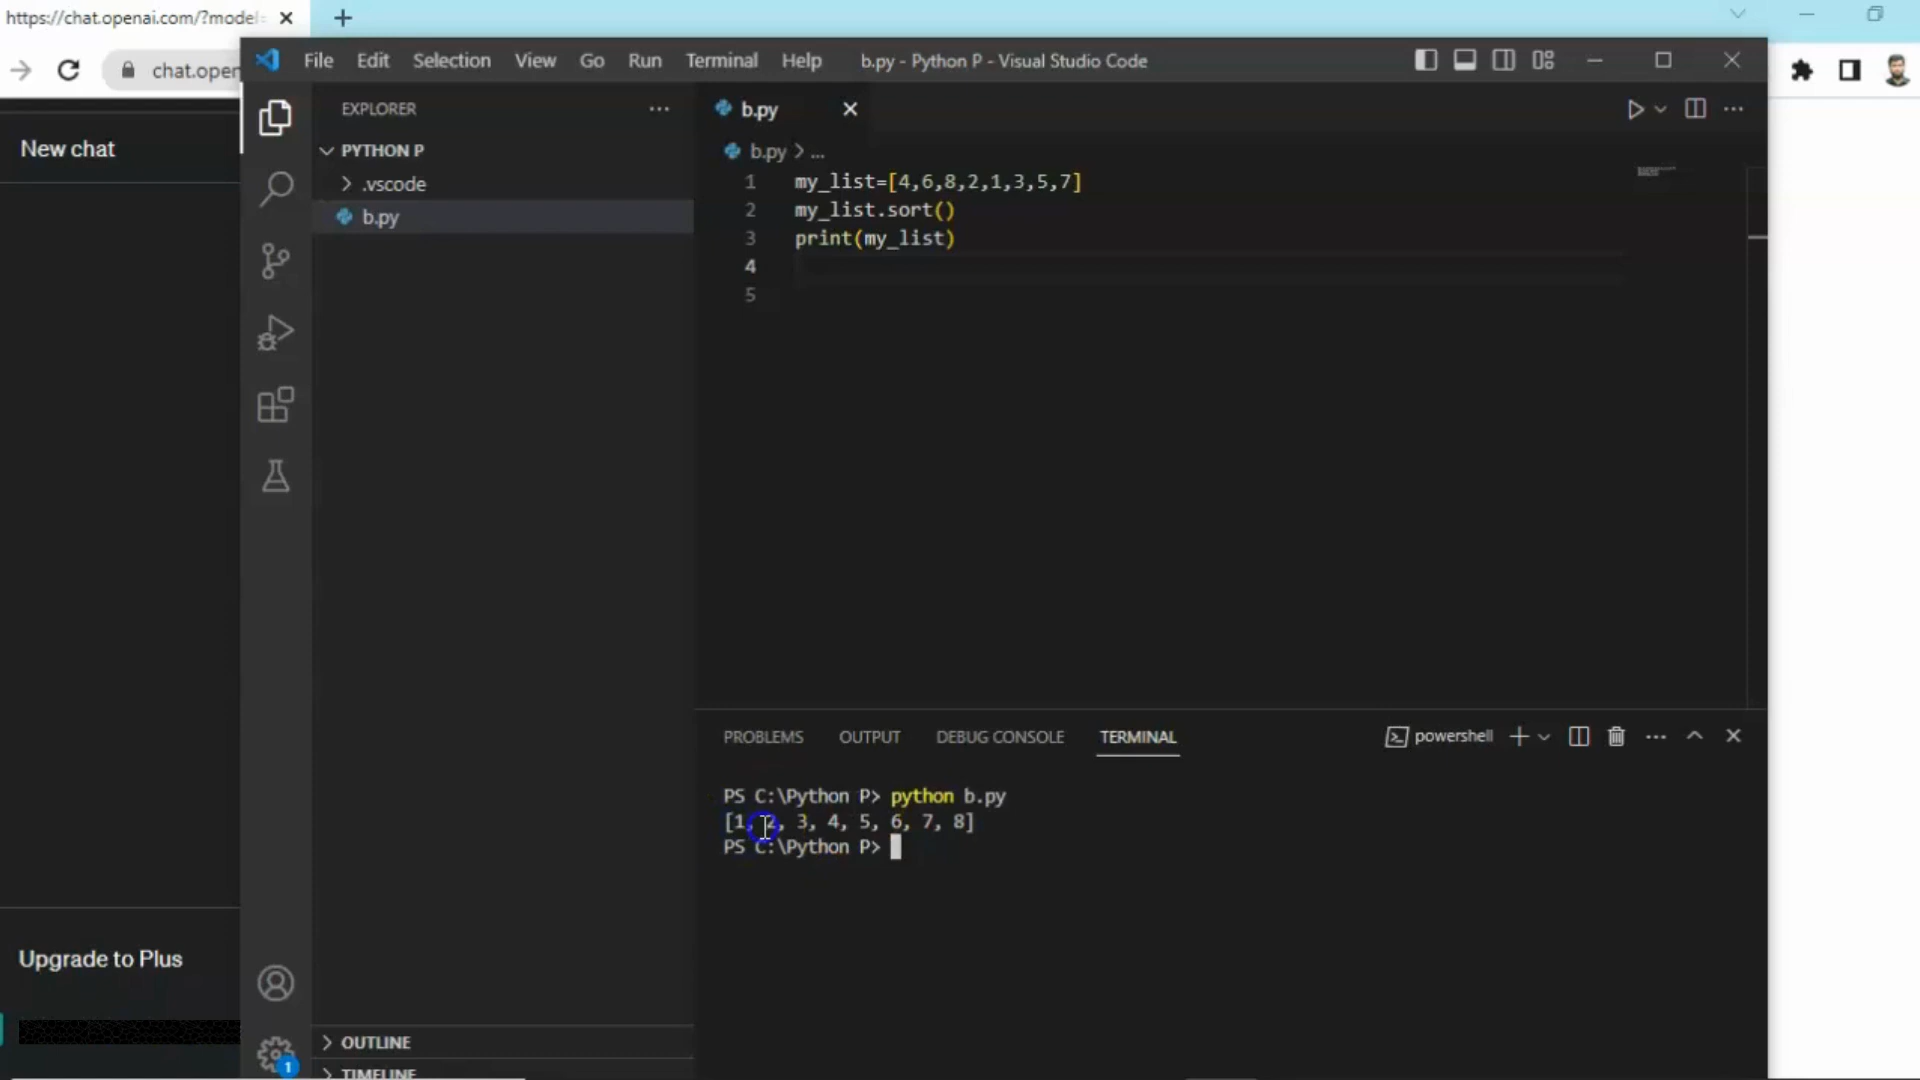 https://chat.openai.com/?model=
chat.oper
New chat
Upgrade to Plus
File Edit Selection View Go Run Terminal Help b.py - Python P - Visual Studio Code
EXPLORER
PYTHON P
.vscode
b.py
OUTLINE
TIMELINE
1
b.py
b.py > ...
1 my_list=[4,6,8,2,1,3,5,7]
2 my_list.sort()
3 print(my_list)
4
5
PROBLEMS OUTPUT DEBUG CONSOLE TERMINAL powershell
PS C:\Python P> python b.py
[1, 2, 3, 4, 5, 6, 7, 8]
PS C:\Python P>